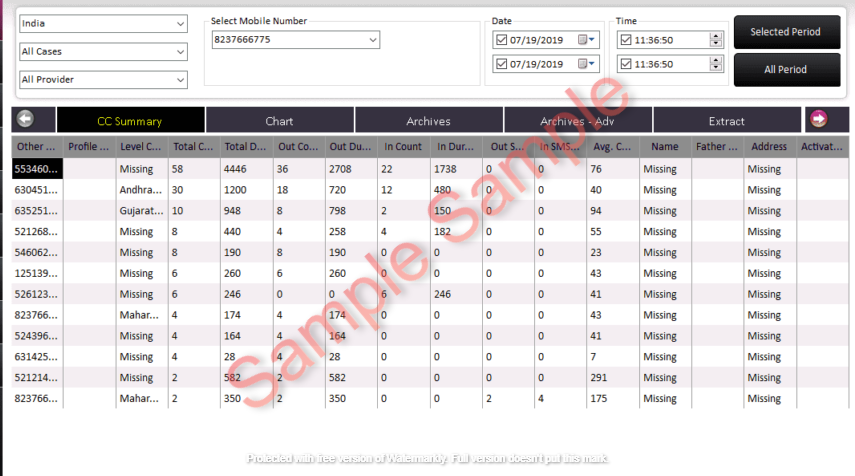 India
All Cases
All Provider
Select Mobile Number
8237666775
Date
07/19/2019
07/19/2019
Time
11:36:50
11:36:50
Selected Period
All Period
CC Summary Chart Archives Archives - Adv Extract
Other ... Profile ... Level C... Total C... Total D... Out Co... Out Du... In Count In Dur... Out S... In SMS... Avg. C... Name Father ... Address Activat...
553460... Missing 58 4446 36 2708 22 1738 0 0 76 Missing Missing
630451... Andhra... 30 1200 18 720 12 480 0 0 40 Missing Missing
635251... Gujarat... 10 948 8 798 2 150 0 0 94 Missing Missing
521268... Missing 8 440 4 258 4 182 0 0 55 Missing Missing
546062... Missing 8 190 8 190 0 0 0 0 23 Missing Missing
125139... Missing 6 260 6 260 0 0 0 0 43 Missing Missing
526123... Missing 6 246 0 0 6 246 0 0 41 Missing Missing
823766... Mahar... 4 174 4 174 0 0 0 0 43 Missing Missing
524396... Missing 4 164 4 164 0 0 0 0 41 Missing Missing
631425... Missing 4 28 4 28 0 0 0 0 7 Missing Missing
521214... Missing 2 582 2 582 0 0 0 0 291 Missing Missing
823766... Mahar... 2 350 2 350 0 0 2 4 175 Missing Missing
Sample Sample
Protected with free version of Watermarkly. Full version doesn't put this mark.